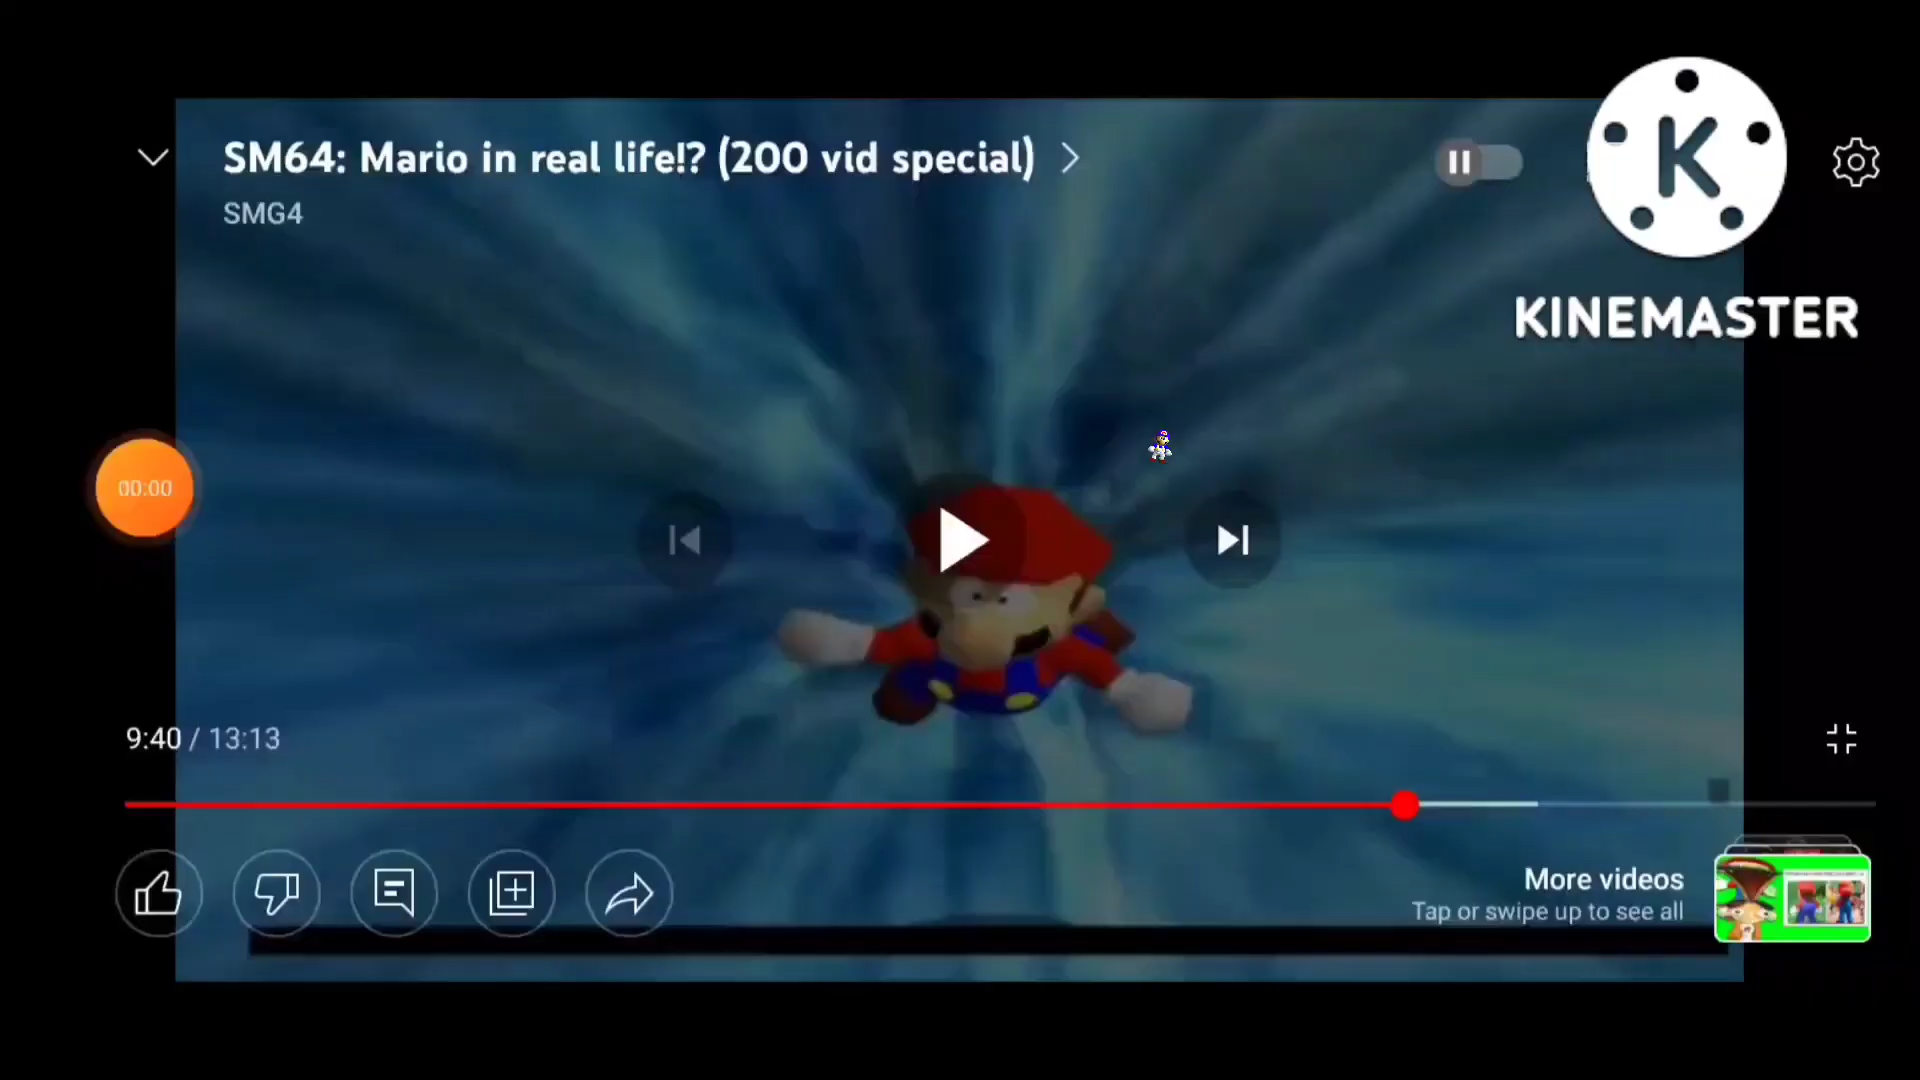 SM64: Mario in real life!? (200 vid special)
SMG4
K
KINEMASTER
00:00
9:40 / 13:13
More videos
Tap or swipe up to see all